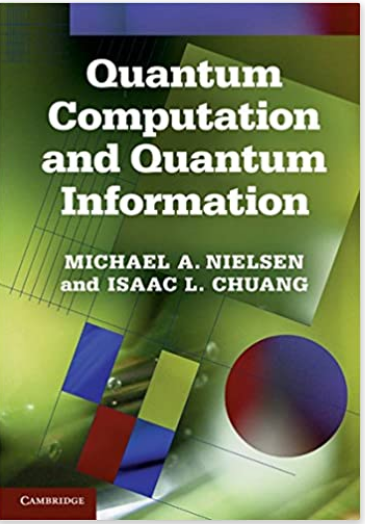 Quantum
Computation
and Quantum
Information
MICHAEL A. NIELSEN
and ISAAC L. CHUANG
CAMBRIDGE